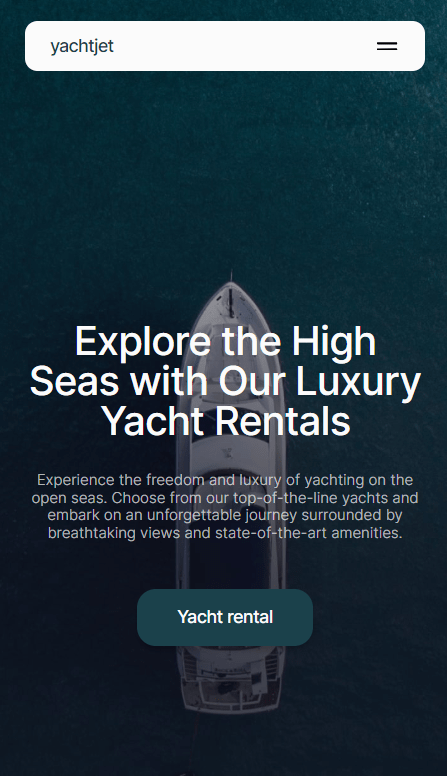 yachtjet
Explore the High
Seas with Our Luxury
Yacht Rentals
Experience the freedom and luxury of yachting on the
open seas. Choose from our top-of-the-line yachts and
embark on an unforgettable journey surrounded by
breathtaking views and state-of-the-art amenities.
Yacht rental